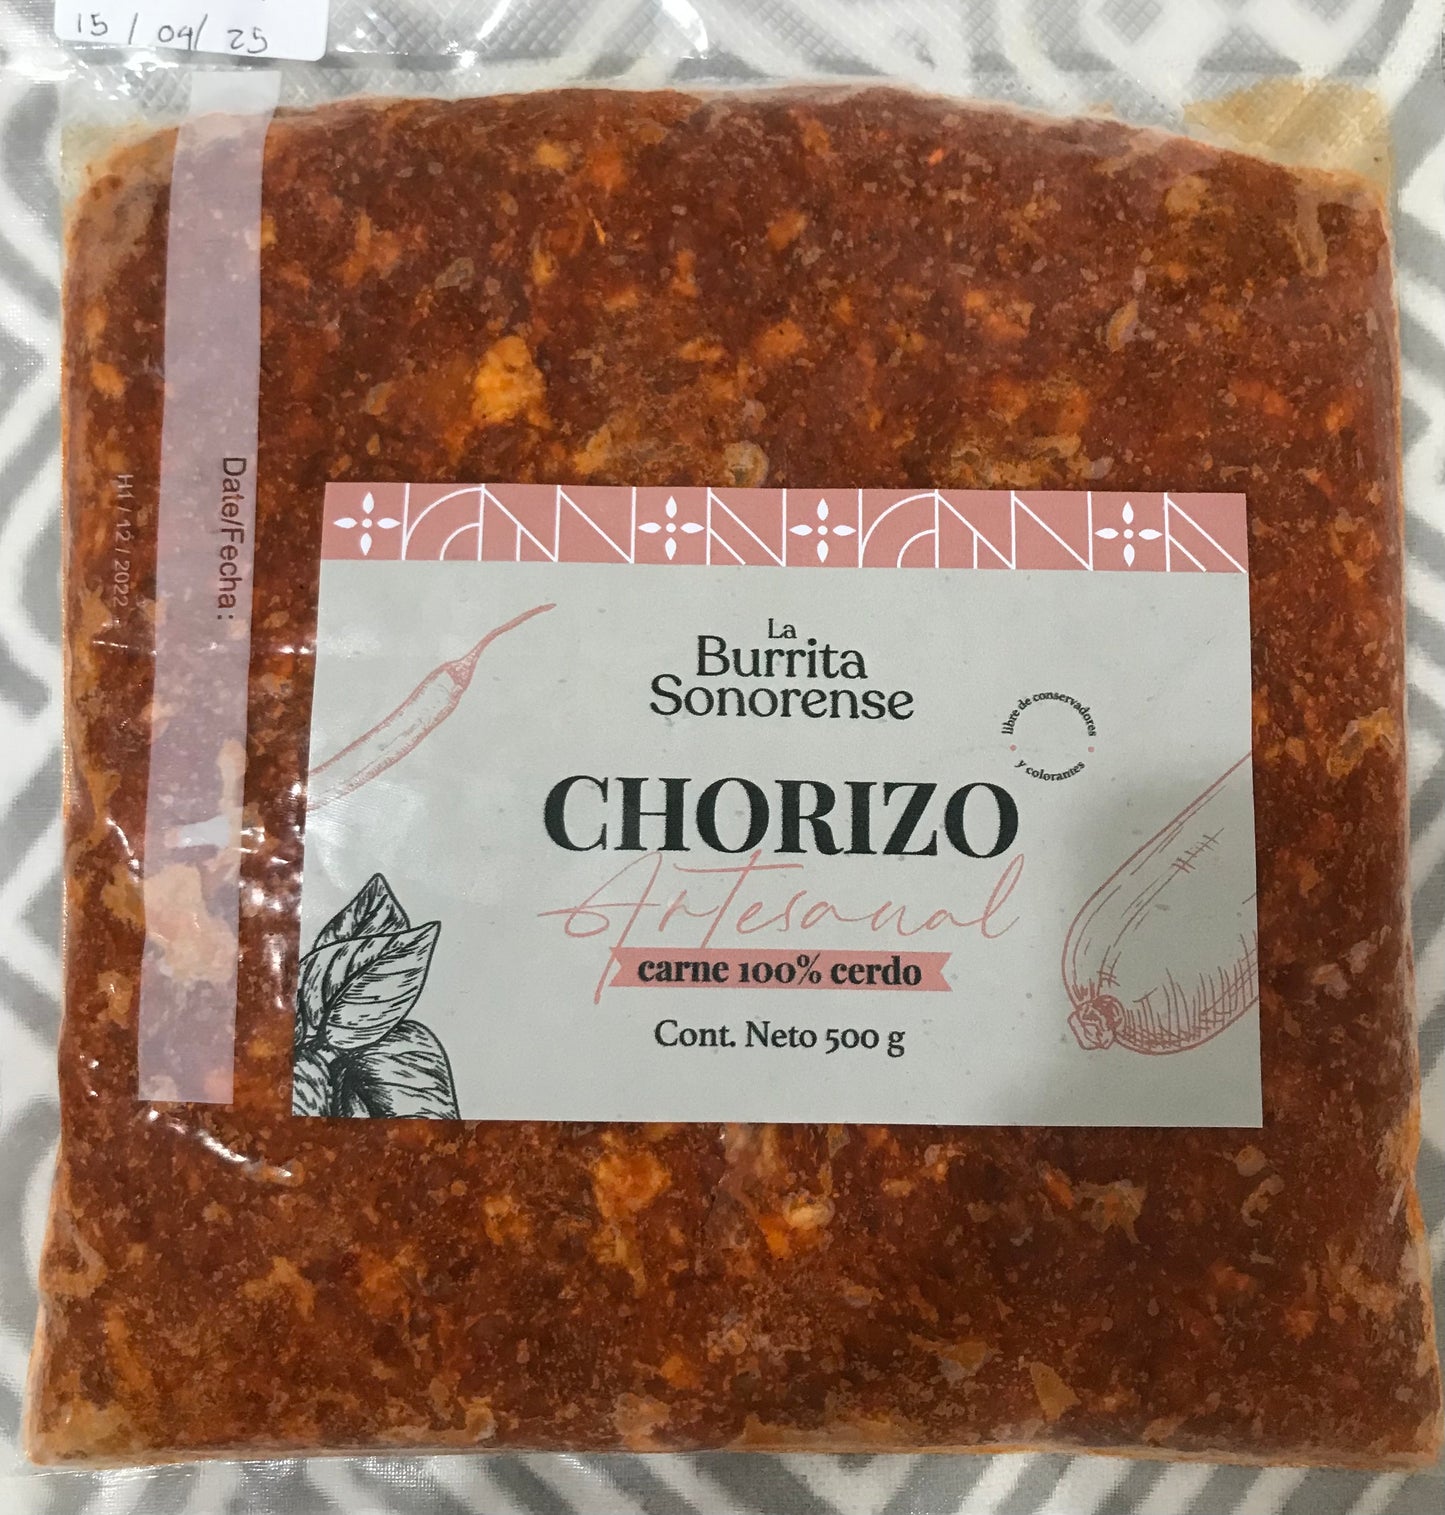 15 / 09/ 25
Date/Fecha:
H1 / 12 / 2022
La
Burrita
Sonorense
libre de conservadores
y colorantes
CHORIZO
Artesanal
carne 100% cerdo
Cont. Neto 500 g